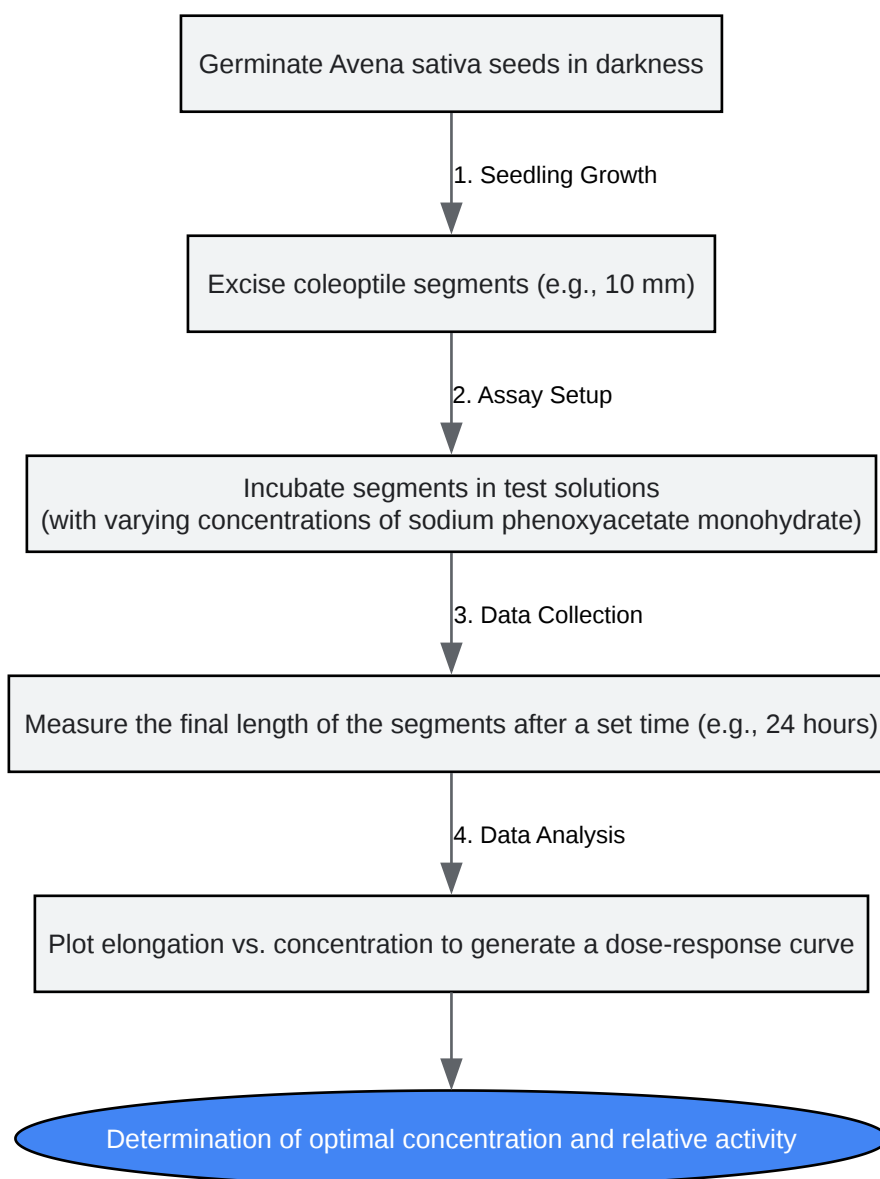 Germinate Avena sativa seeds in darkness
1. Seedling Growth
Excise coleoptile segments (e.g., 10 mm)
2. Assay Setup
Incubate segments in test solutions
(with varying concentrations of sodium phenoxyacetate monohydrate)
3. Data Collection
Measure the final length of the segments after a set time (e.g., 24 hours)
4. Data Analysis
Plot elongation vs. concentration to generate a dose-response curve
Determination of optimal concentration and relative activity